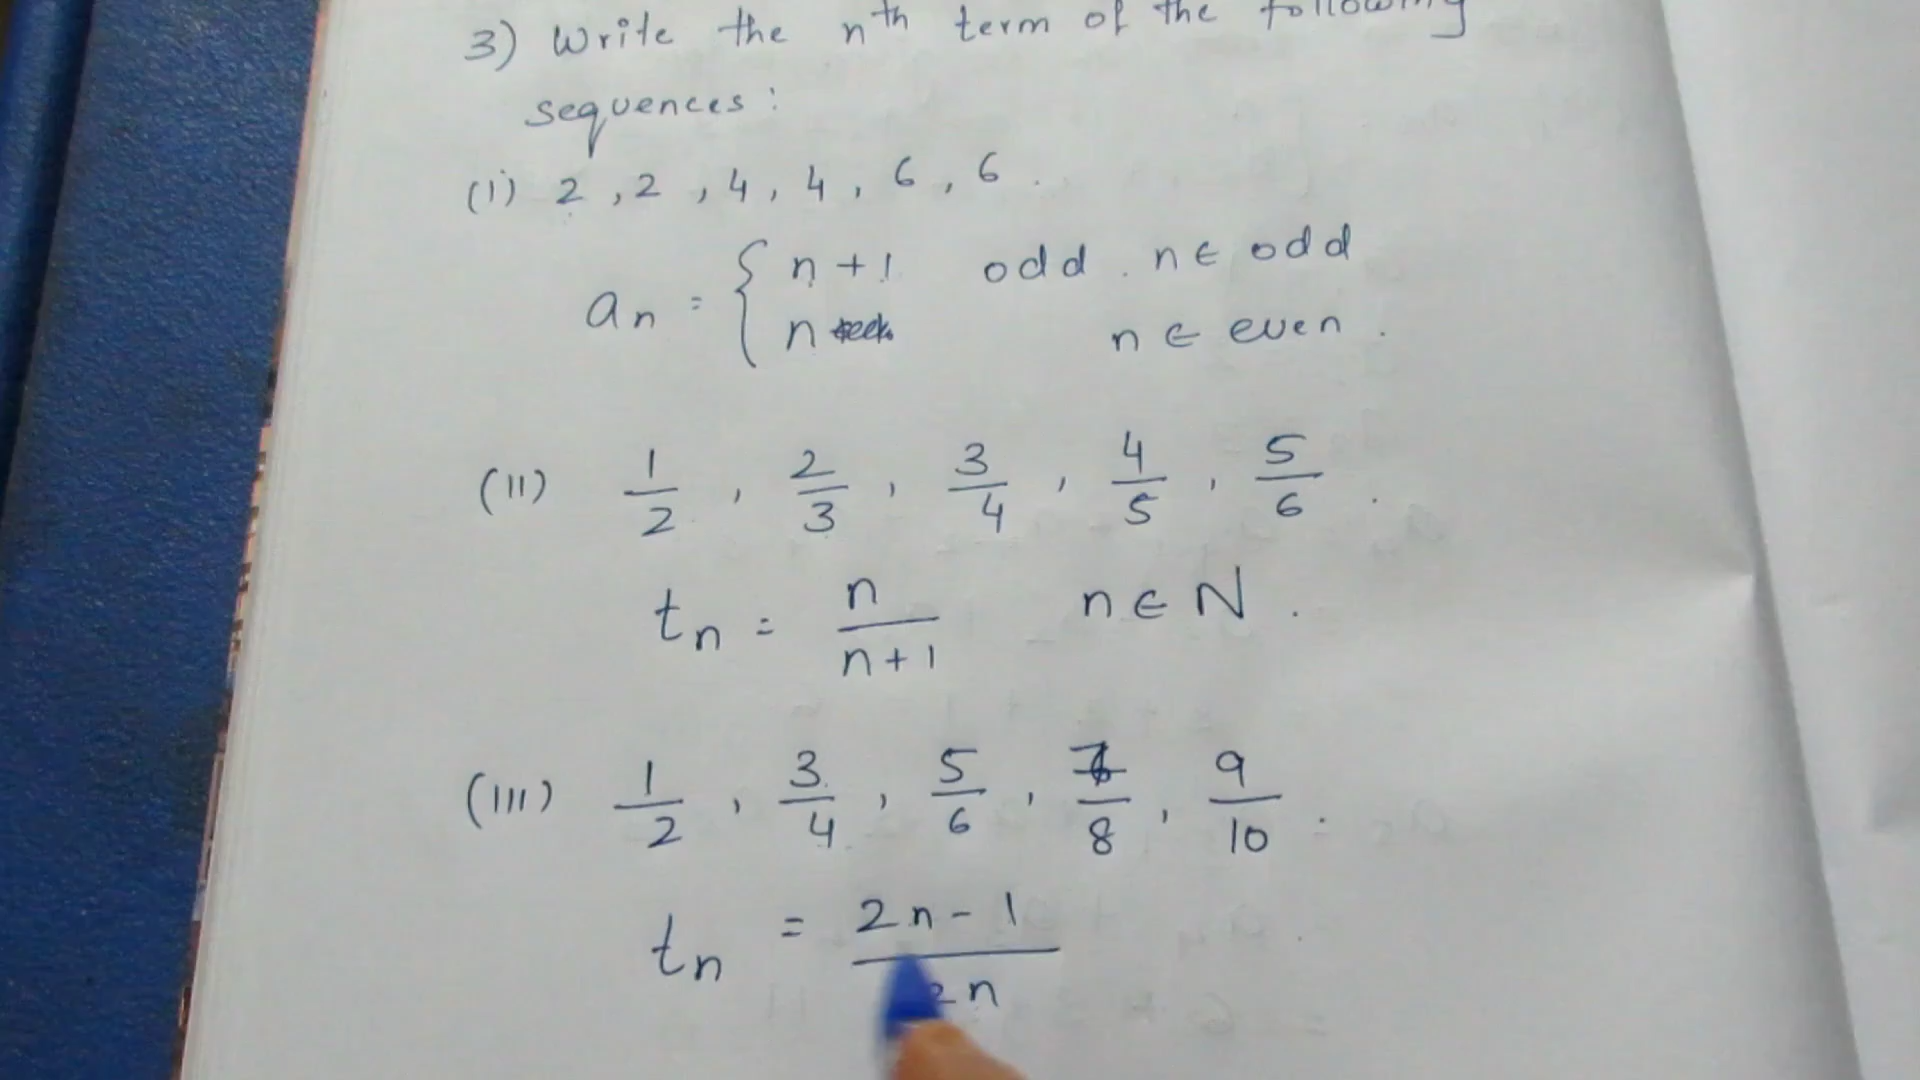 3) Write the nth term of the following
sequences:
(i) 2, 2, 4, 4, 6, 6.
an = { n+1 odd. n∈ odd
n n∈ even.
(ii) 1/2, 2/3, 3/4, 4/5, 5/6.
tn = n/n+1 n∈N.
(iii) 1/2, 3/4, 5/6, 7/8, 9/10.
tn = 2n-1/2n